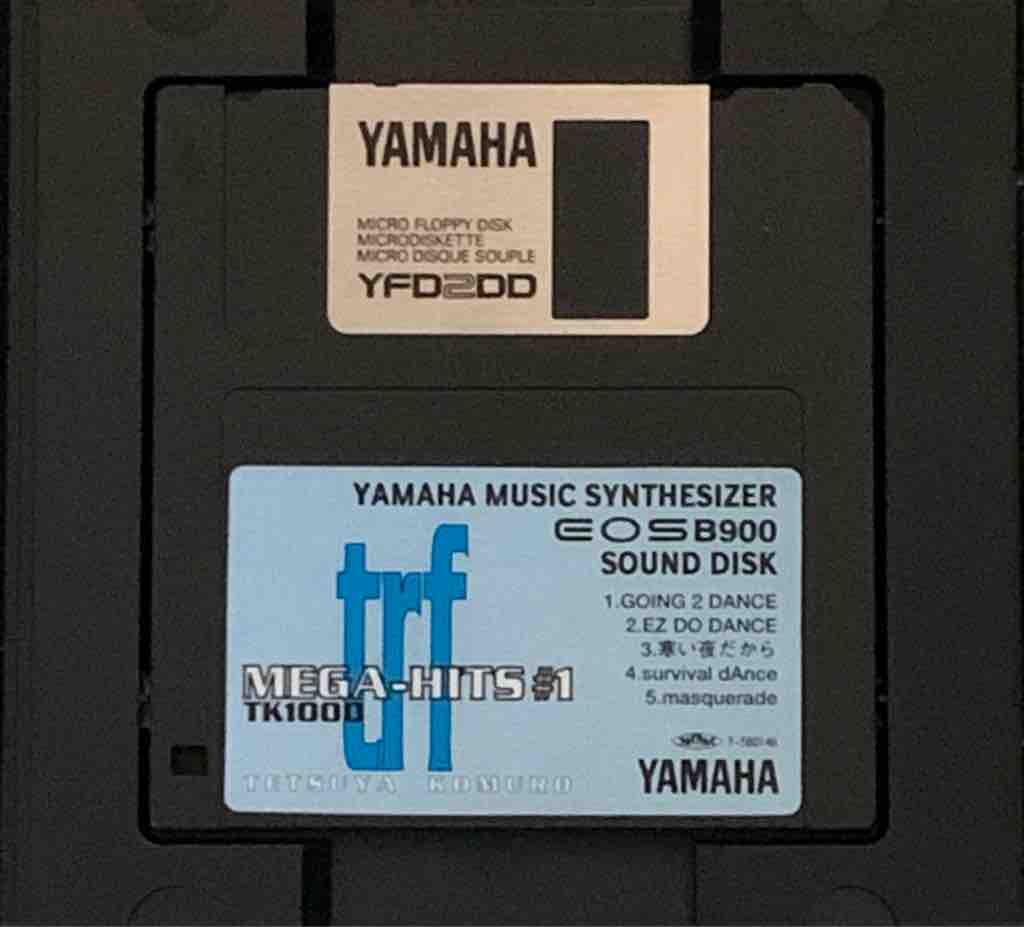 YAMAHA
MICRO FLOPPY DISK
MICRODISKETTE
MICRO DISQUE SOUPLE
YFD2DD
YAMAHA MUSIC SYNTHESIZER
EOS B900
SOUND DISK
trf
1.GOING 2 DANCE
2.EZ DO DANCE
3.寒い夜だから
4.survival dAnce
5.masquerade
MEGA-HITS #1
TK100D
TETSUYA KOMURO
YAMAHA